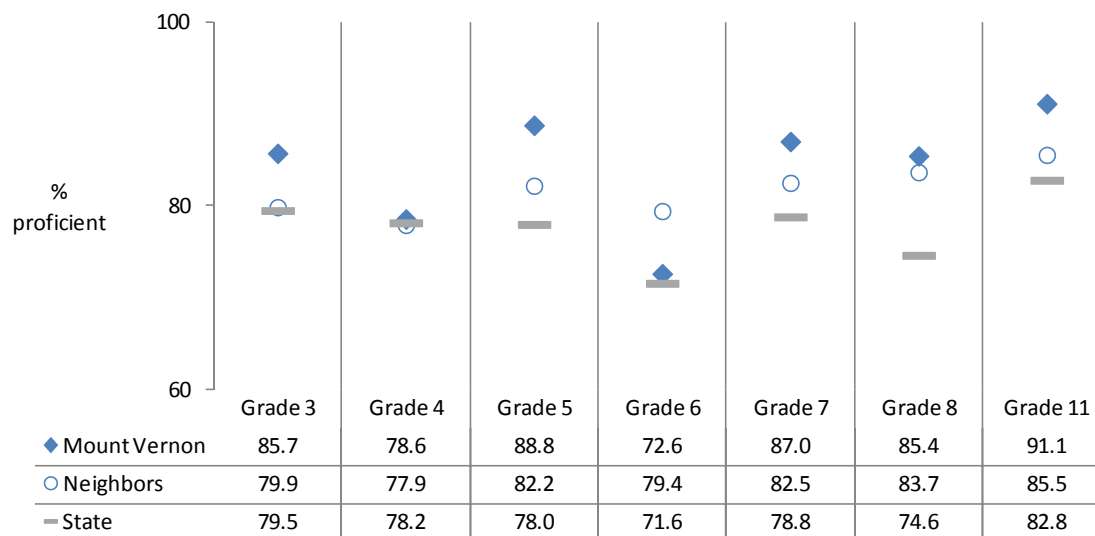 100
80
60
%
proficient
Grade 3 Grade 4 Grade 5 Grade 6 Grade 7 Grade 8 Grade 11
Mount Vernon 85.7 78.6 88.8 72.6 87.0 85.4 91.1
Neighbors 79.9 77.9 82.2 79.4 82.5 83.7 85.5
State 79.5 78.2 78.0 71.6 78.8 74.6 82.8